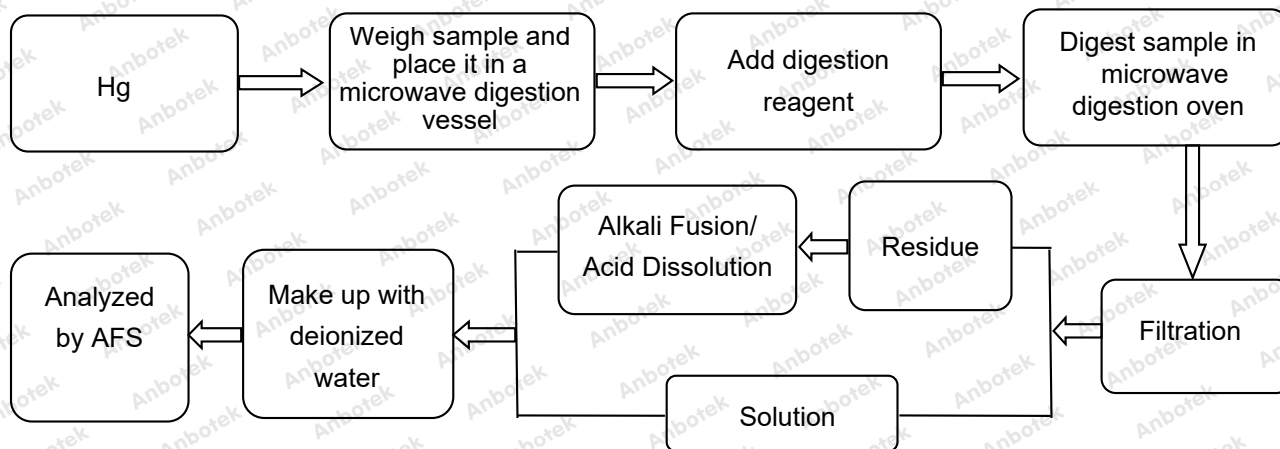 Hg
Weigh sample and
place it in a
microwave digestion
vessel
Add digestion
reagent
Digest sample in
microwave
digestion oven
Alkali Fusion/
Acid Dissolution
Residue
Analyzed
by AFS
Make up with
deionized
water
Filtration
Solution
Anbotek